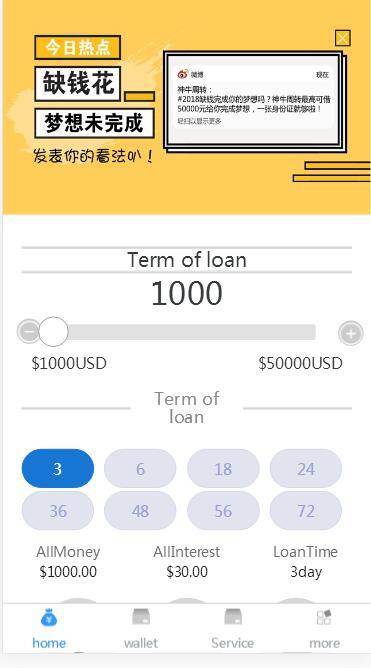 今日热点
缺钱花
梦想未完成
发表你的看法叭！
微博
现在
神牛周转：
#2018缺钱完成你的梦想吗？神牛周转最高可借
50000元给你完成梦想，一张身份证就够啦！
轻扫以显示更多
Term of loan
1000
$1000USD
$50000USD
Term of
loan
3
6
18
24
36
48
56
72
AllMoney
AllInterest
LoanTime
$1000.00
$30.00
3day
home
wallet
Service
more